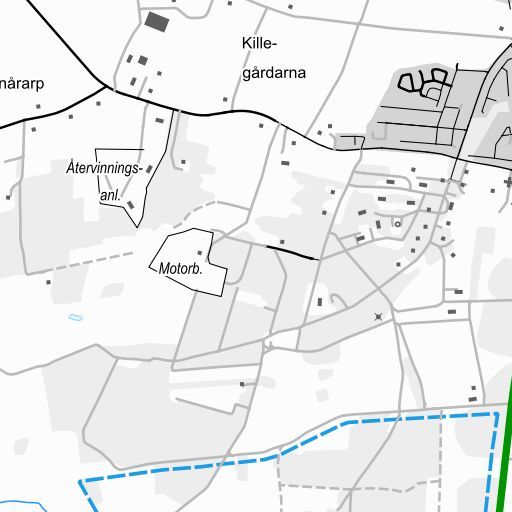 Kille-
gårdarna
nårarp
Återvinnings-
anl.
Motorb.